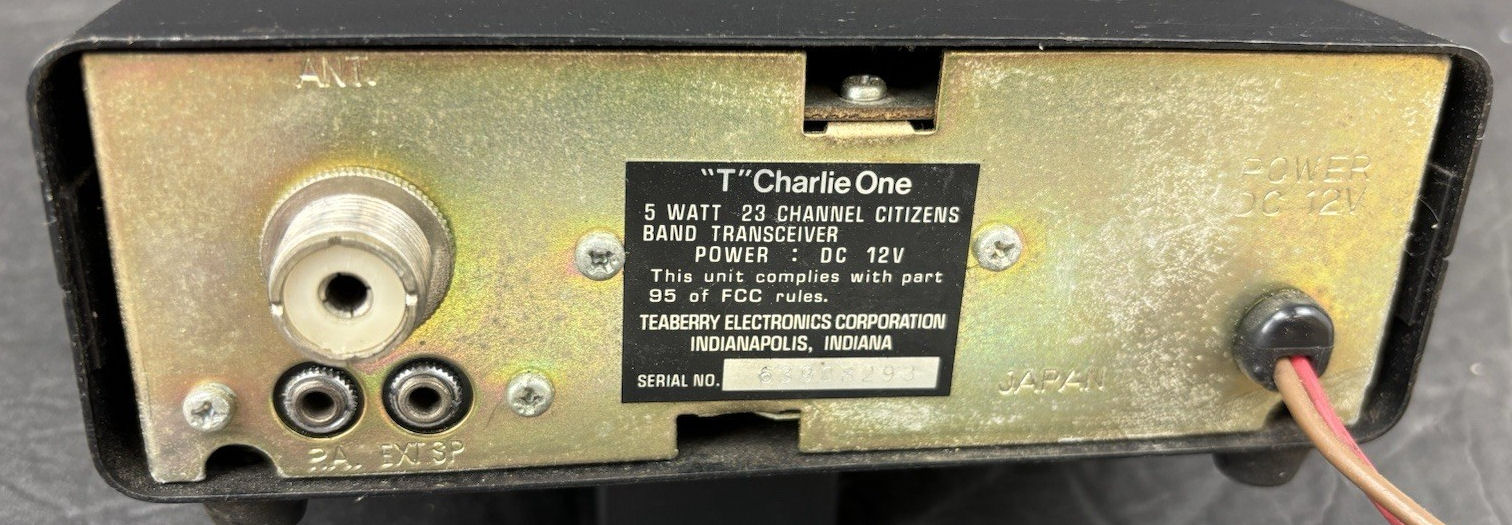 ANT.
"T" Charlie One
5 WATT 23 CHANNEL CITIZENS
BAND TRANSCEIVER
POWER : DC 12V
This unit complies with part
95 of FCC rules.
TEABERRY ELECTRONICS CORPORATION
INDIANAPOLIS, INDIANA
SERIAL NO.
POWER
DC 12V
JAPAN
P.A. EXT SP